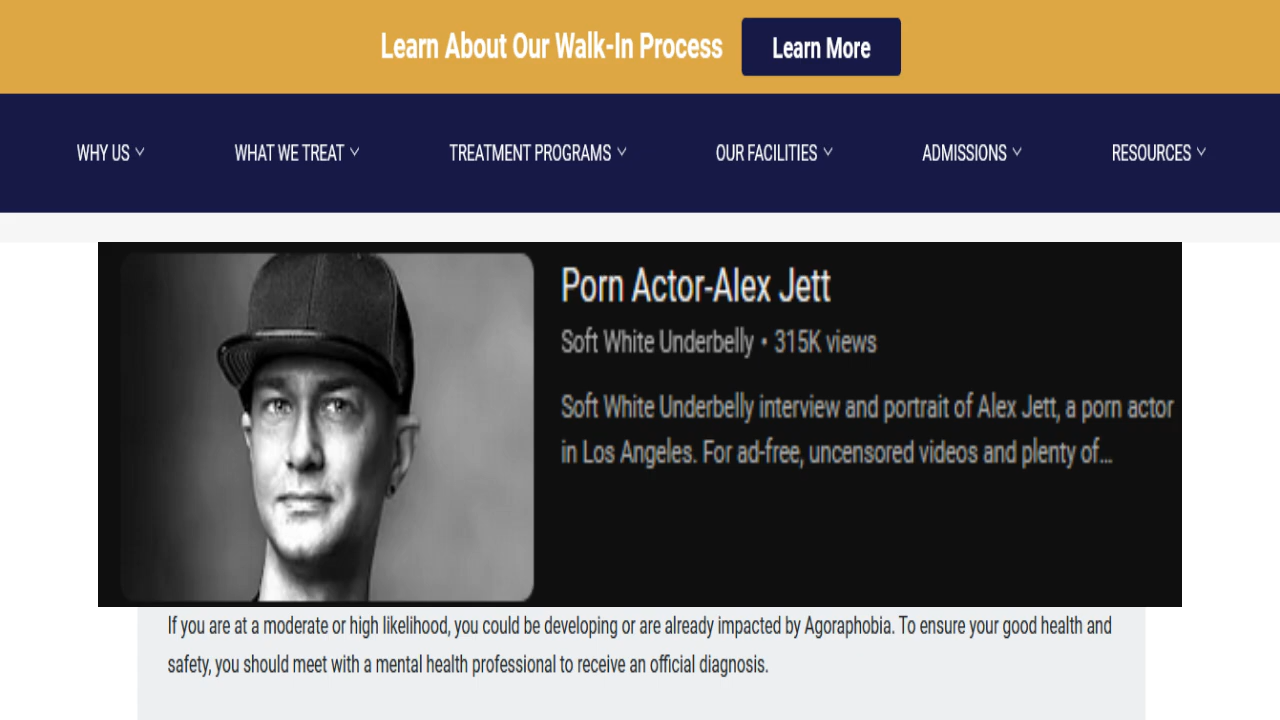 Learn About Our Walk-In Process Learn More
WHY US WHAT WE TREAT TREATMENT PROGRAMS OUR FACILITIES ADMISSIONS RESOURCES
Porn Actor-Alex Jett
Soft White Underbelly • 315K views
Soft White Underbelly interview and portrait of Alex Jett, a porn actor
in Los Angeles. For ad-free, uncensored videos and plenty of...
If you are at a moderate or high likelihood, you could be developing or are already impacted by Agoraphobia. To ensure your good health and
safety, you should meet with a mental health professional to receive an official diagnosis.